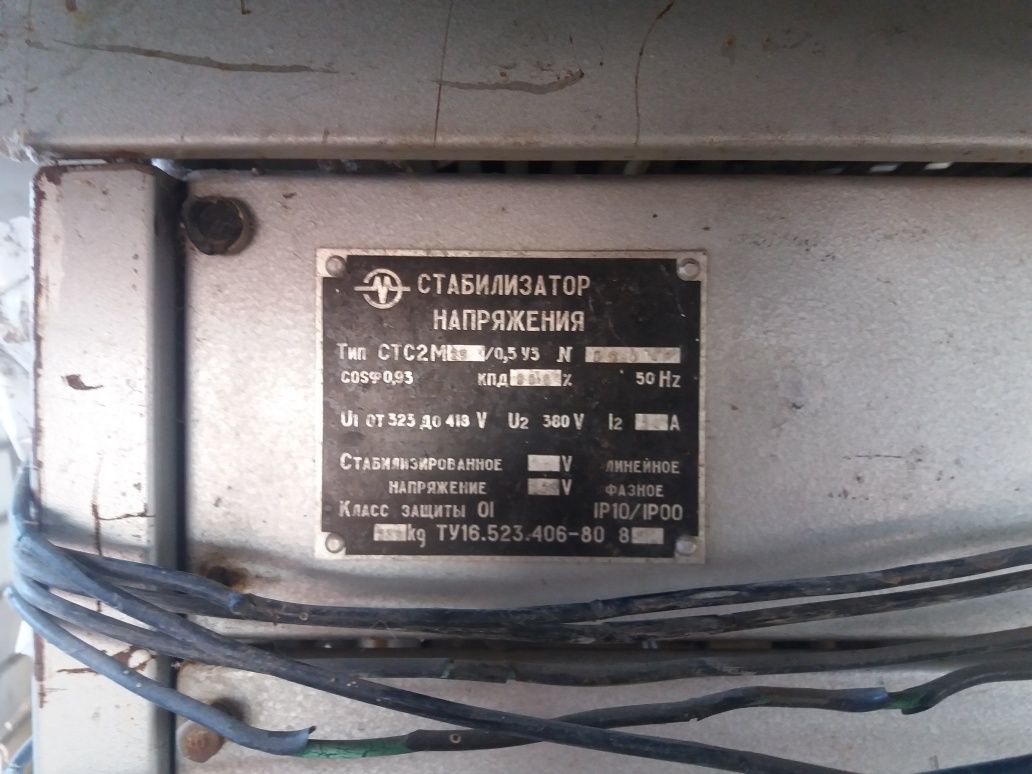 СТАБИЛИЗАТОР
НАПРЯЖЕНИЯ
Тип СТС2М /0,5 У3 N
COSφ 0,93 КПД % 50 Hz
U1 ОТ 323 ДО 418 V U2 380 V I2 A
СТАБИЛИЗИРОВАННОЕ V ЛИНЕЙНОЕ
НАПРЯЖЕНИЕ V ФАЗНОЕ
КЛАСС ЗАЩИТЫ 01 IP10/IP00
kg ТУ16.523.406-80 8